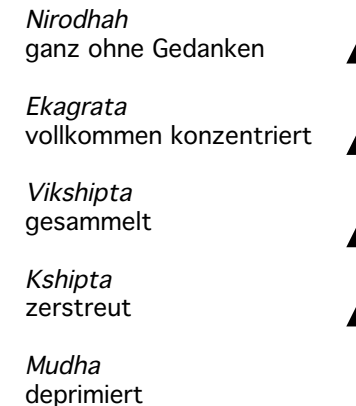 Nirodhah
ganz ohne Gedanken
Ekagrata
vollkommen konzentriert
Vikshipta
gesammelt
Kshipta
zerstreut
Mudha
deprimiert